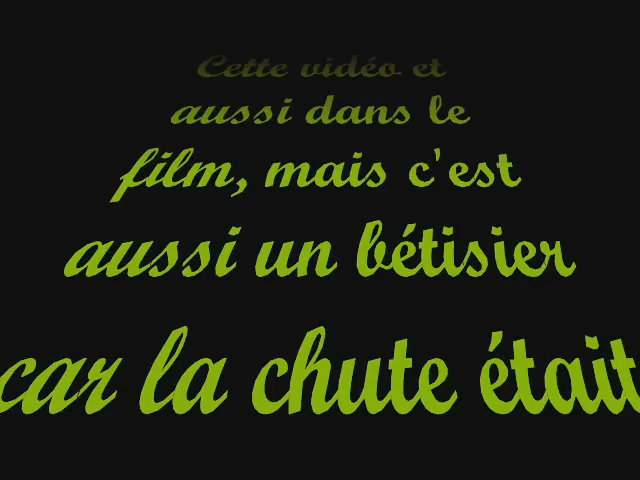 Cette vidéo et
aussi dans le
film, mais c'est
aussi un bétisier
car la chute était